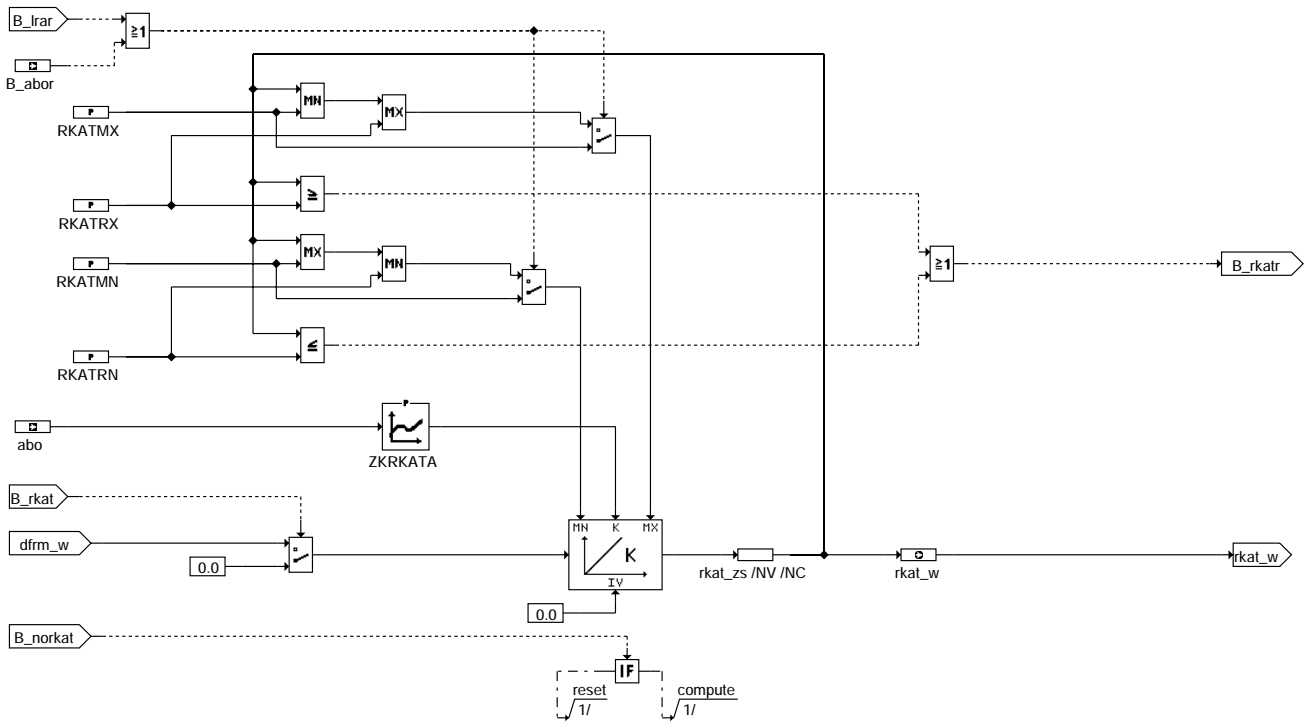 B_lrar
≥1
B_abor
P
RKATMX
MN
MX
P
RKATRX
≥
P
RKATMN
MX
MN
≥1
B_rkatr
P
RKATRN
≤
abo
P
ZKRKATA
B_rkat
dfrm_w
0.0
MN K MX
K
IV
rkat_zs /NV /NC
rkat_w
rkat_w
0.0
B_norkat
IF
reset
1/
compute
1/